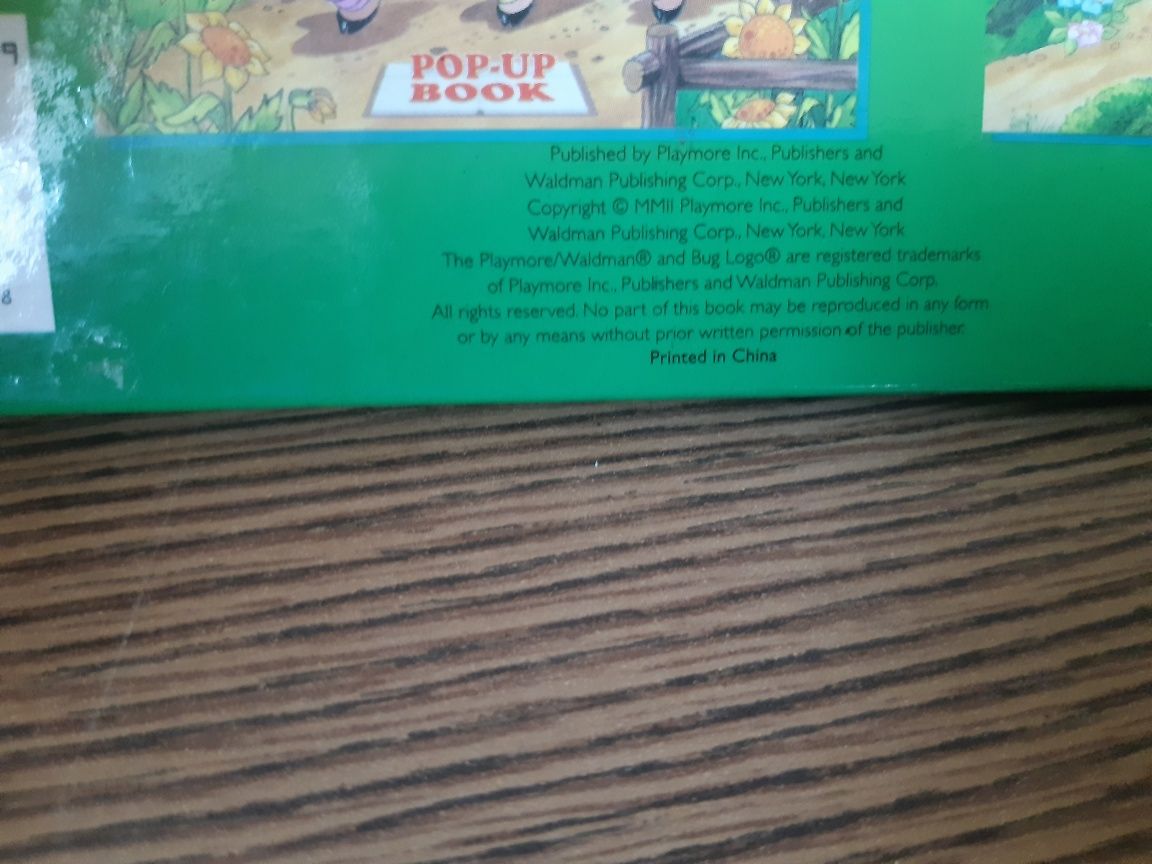 9
POP-UP
BOOK
Published by Playmore Inc., Publishers and
Waldman Publishing Corp., New York, New York
Copyright © MMII Playmore Inc., Publishers and
Waldman Publishing Corp., New York, New York
The Playmore/Waldman® and Bug Logo® are registered trademarks
of Playmore Inc., Publishers and Waldman Publishing Corp.
All rights reserved. No part of this book may be reproduced in any form
or by any means without prior written permission of the publisher.
Printed in China
8